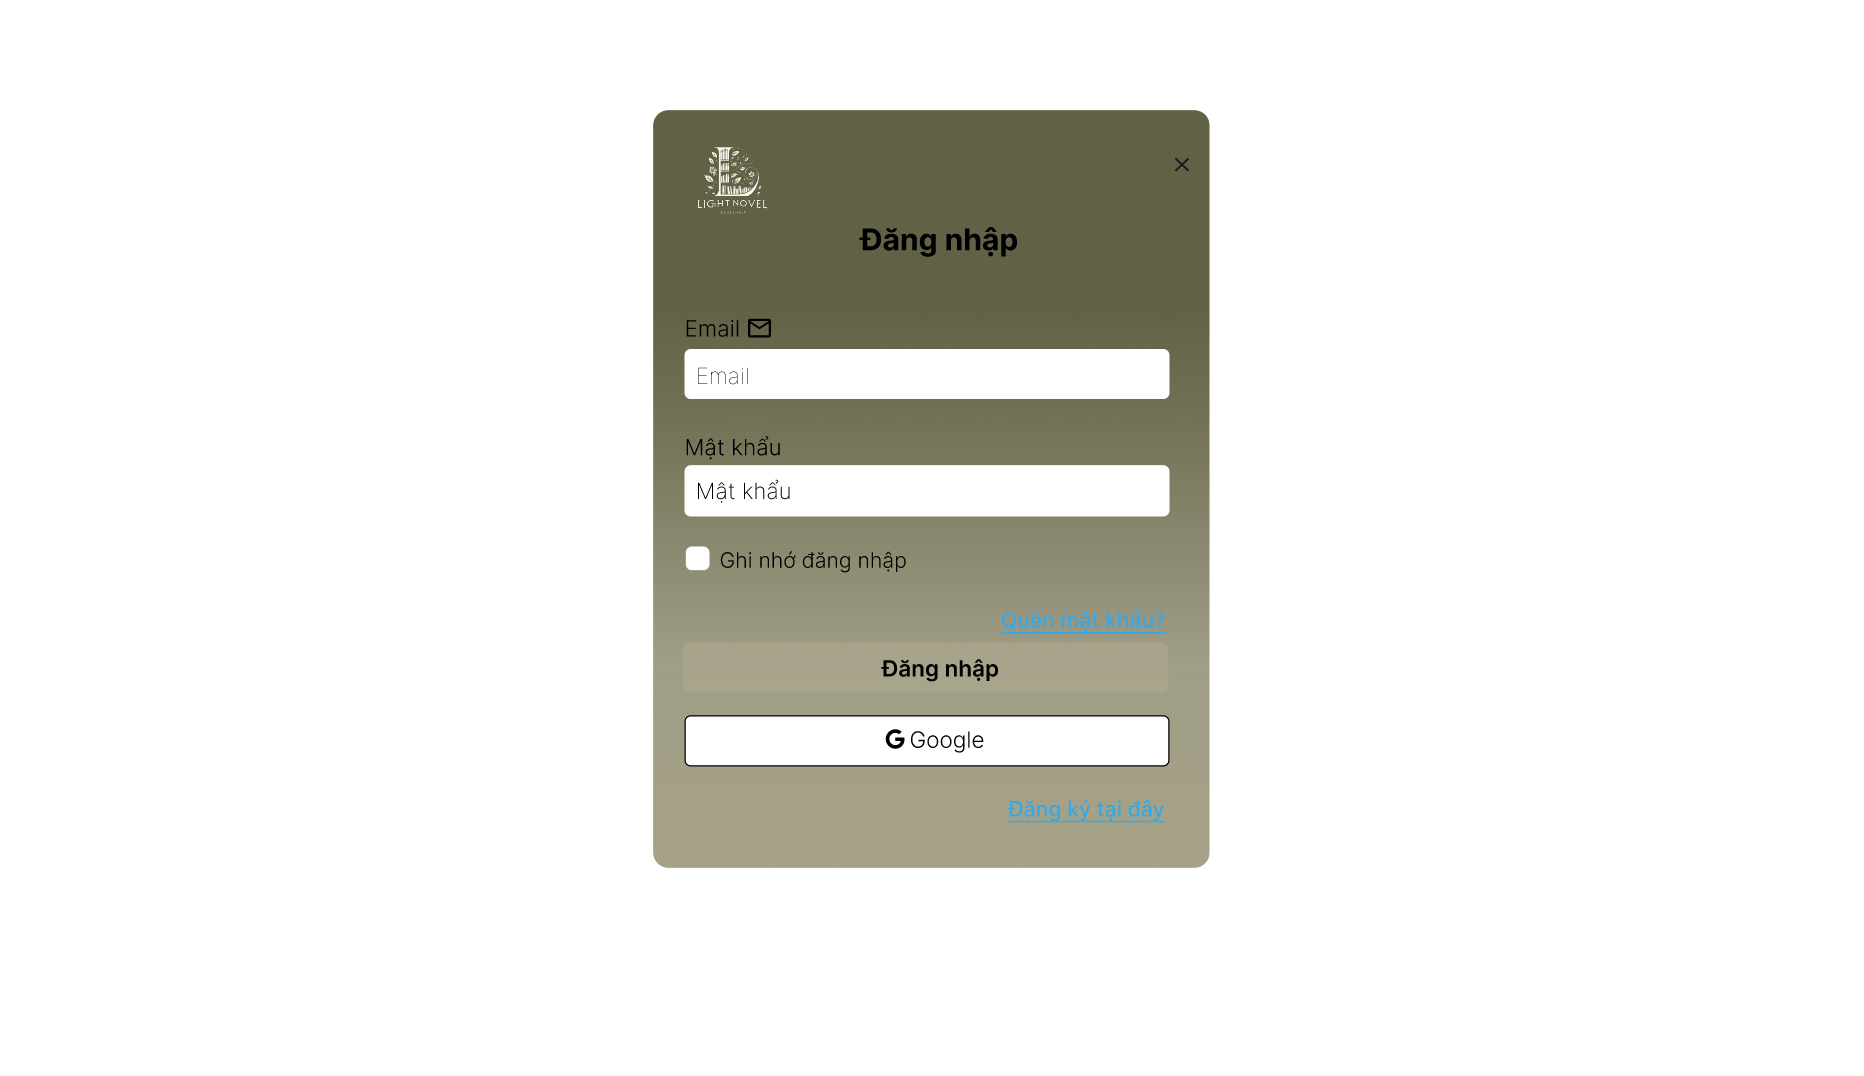 LIGHT NOVEL
Đăng nhập
Email
Email
Mật khẩu
Mật khẩu
Ghi nhớ đăng nhập
Quên mật khẩu?
Đăng nhập
Google
Đăng ký tại đây